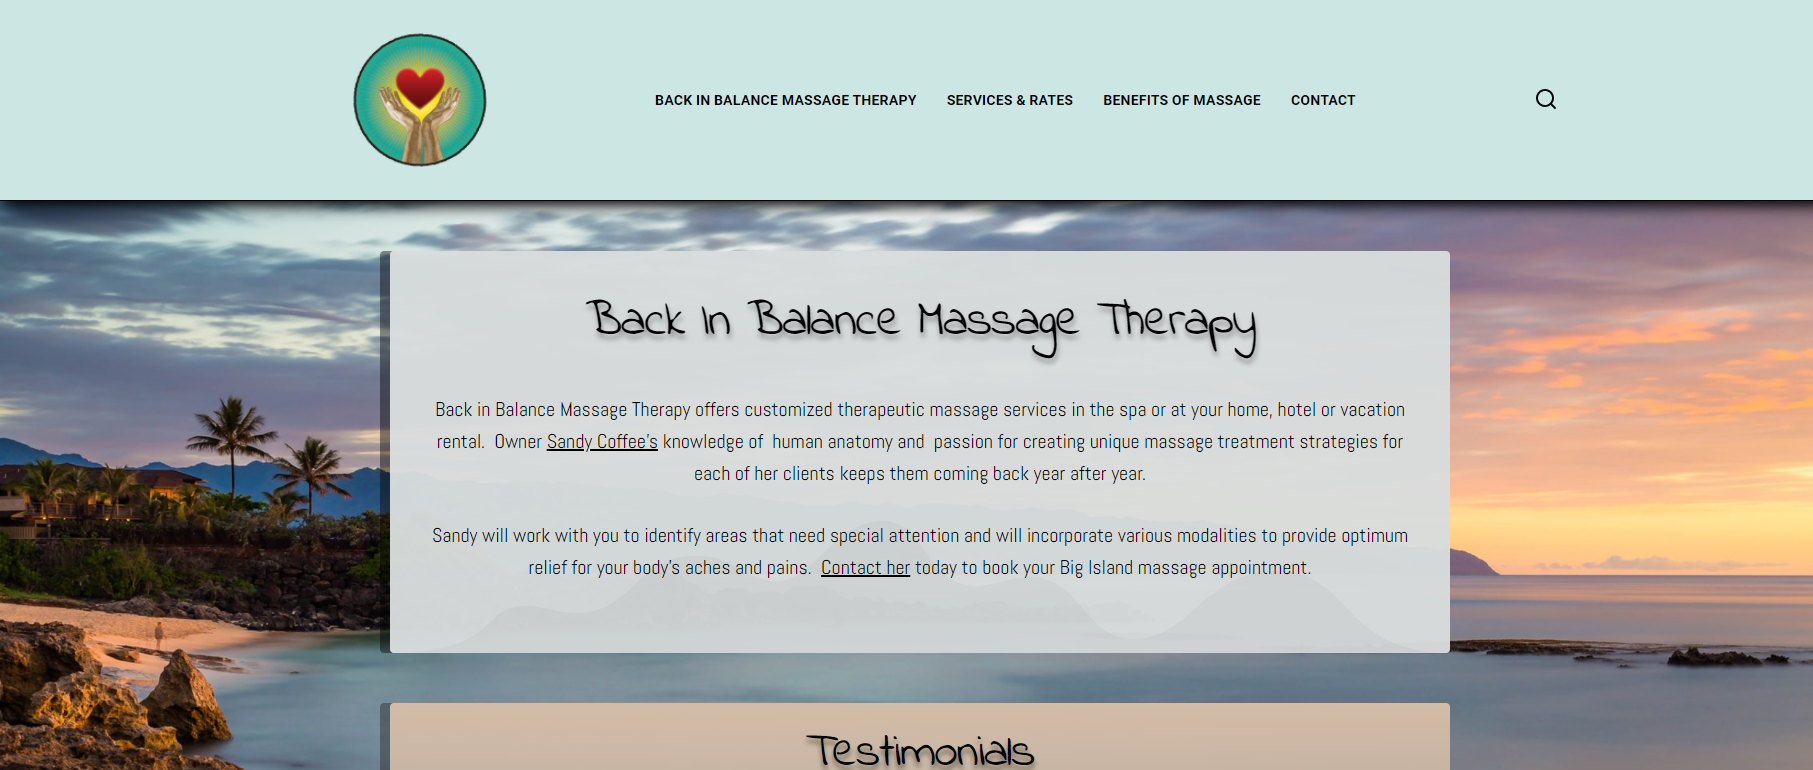 BACK IN BALANCE MASSAGE THERAPY SERVICES & RATES BENEFITS OF MASSAGE CONTACT
Back In Balance Massage Therapy
Back in Balance Massage Therapy offers customized therapeutic massage services in the spa or at your home, hotel or vacation
rental.  Owner Sandy Coffee's knowledge of  human anatomy and  passion for creating unique massage treatment strategies for
each of her clients keeps them coming back year after year.
Sandy will work with you to identify areas that need special attention and will incorporate various modalities to provide optimum
relief for your body's aches and pains.  Contact her today to book your Big Island massage appointment.
Testimonials